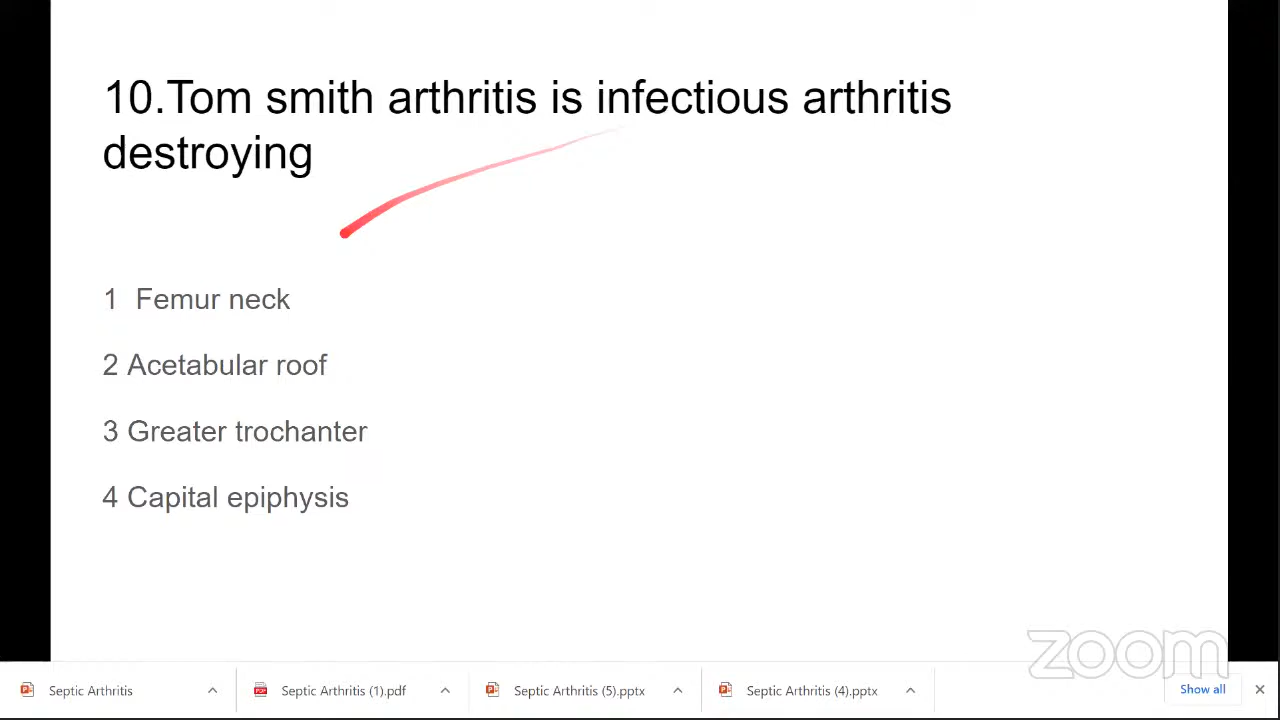 10.Tom smith arthritis is infectious arthritis
destroying
1 Femur neck
2 Acetabular roof
3 Greater trochanter
4 Capital epiphysis
zoom
Septic Arthritis
Septic Arthritis (1).pdf
Septic Arthritis (5).pptx
Septic Arthritis (4).pptx
Show all